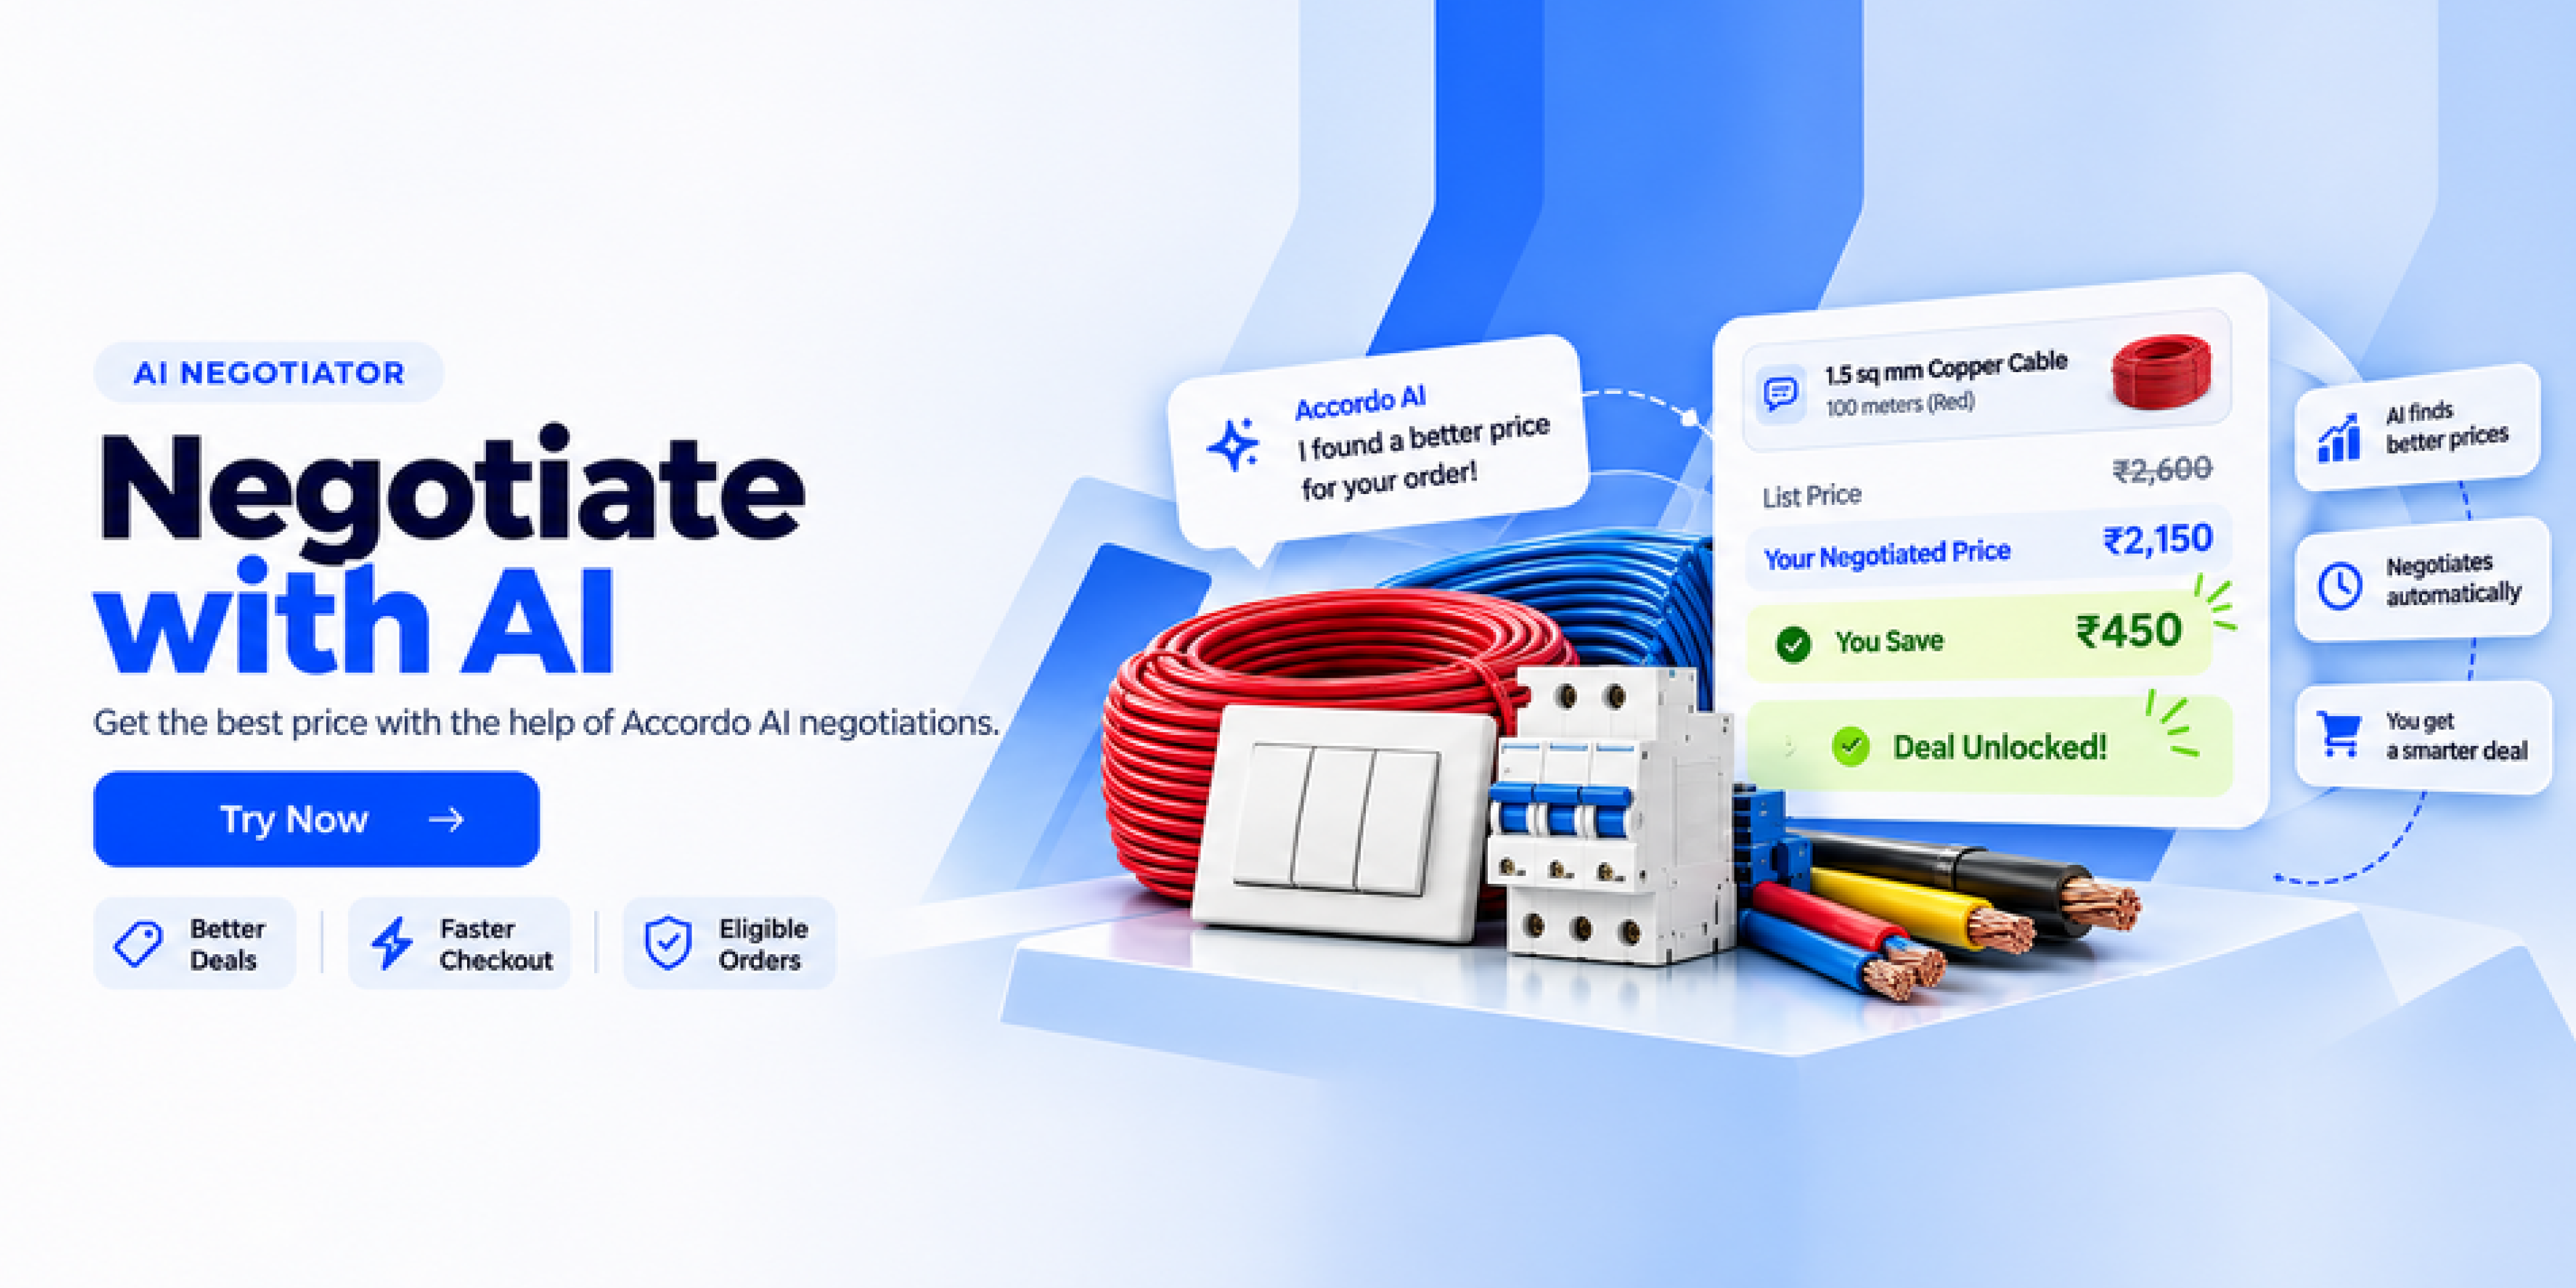 AI NEGOTIATOR
Negotiate
with AI
Get the best price with the help of Accordo AI negotiations.
Try Now
Better
Deals
Faster
Checkout
Eligible
Orders
Accordo AI
I found a better price
for your order!
1.5 sq mm Copper Cable
100 meters (Red)
List Price ₹2,600
Your Negotiated Price ₹2,150
You Save ₹450
Deal Unlocked!
AI finds
better prices
Negotiates
automatically
You get
a smarter deal